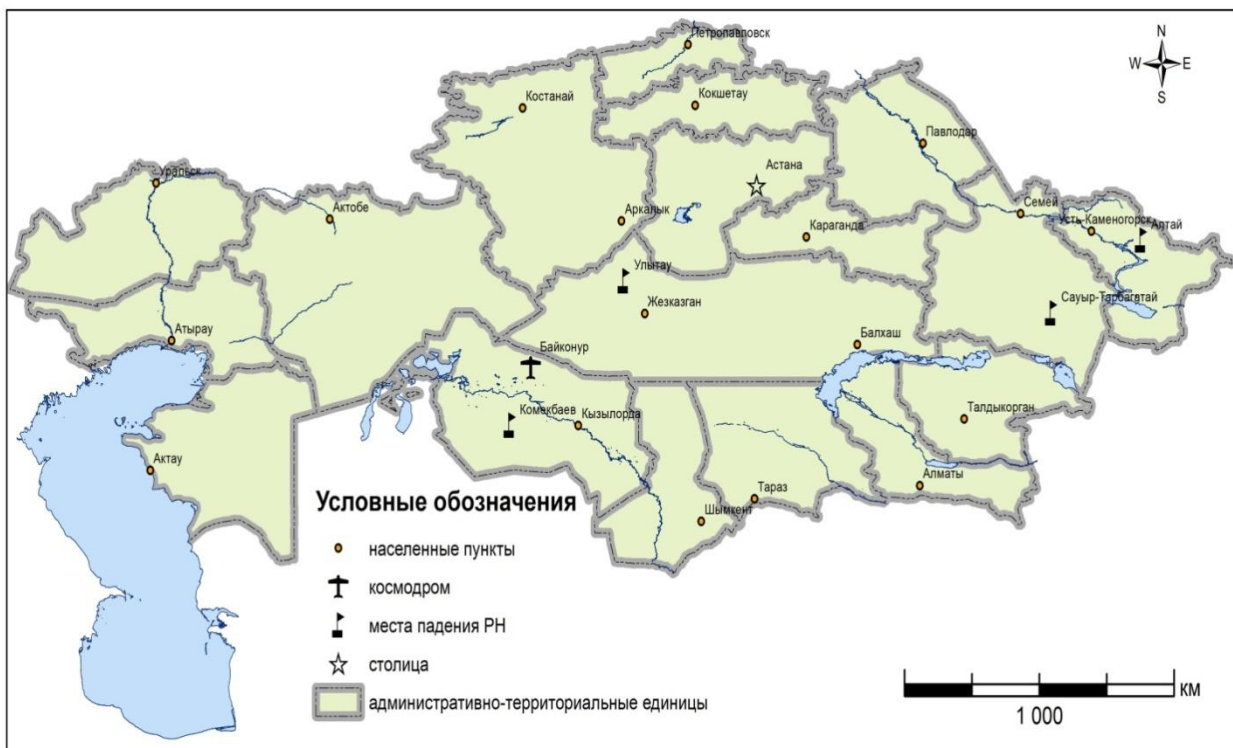 Петропавловск
N
W E
S
Костанай
Кокшетау
Павлодар
Астана
Уральск
Актобе
Аркалык
Караганда
Семей
Усть-Каменогорск
Алтай
Улытау
Жезказган
Сауыр-Тарбагатай
Атырау
Байконур
Балхаш
Комекбаев
Кызылорда
Талдыкорган
Актау
Алматы
Тараз
Шымкент
Условные обозначения
населенные пункты
космодром
места падения РН
столица
административно-территориальные единицы
КМ
1 000